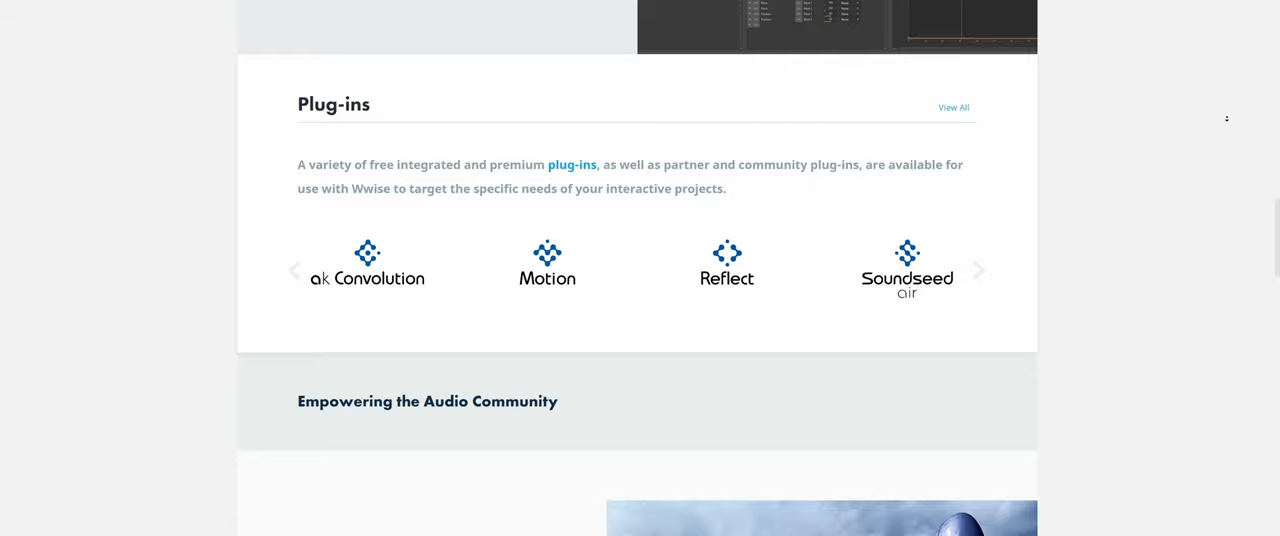 Plug-ins
View All
A variety of free integrated and premium plug-ins, as well as partner and community plug-ins, are available for
use with Wwise to target the specific needs of your interactive projects.
ak Convolution
Motion
Reflect
Soundseed
air
Empowering the Audio Community